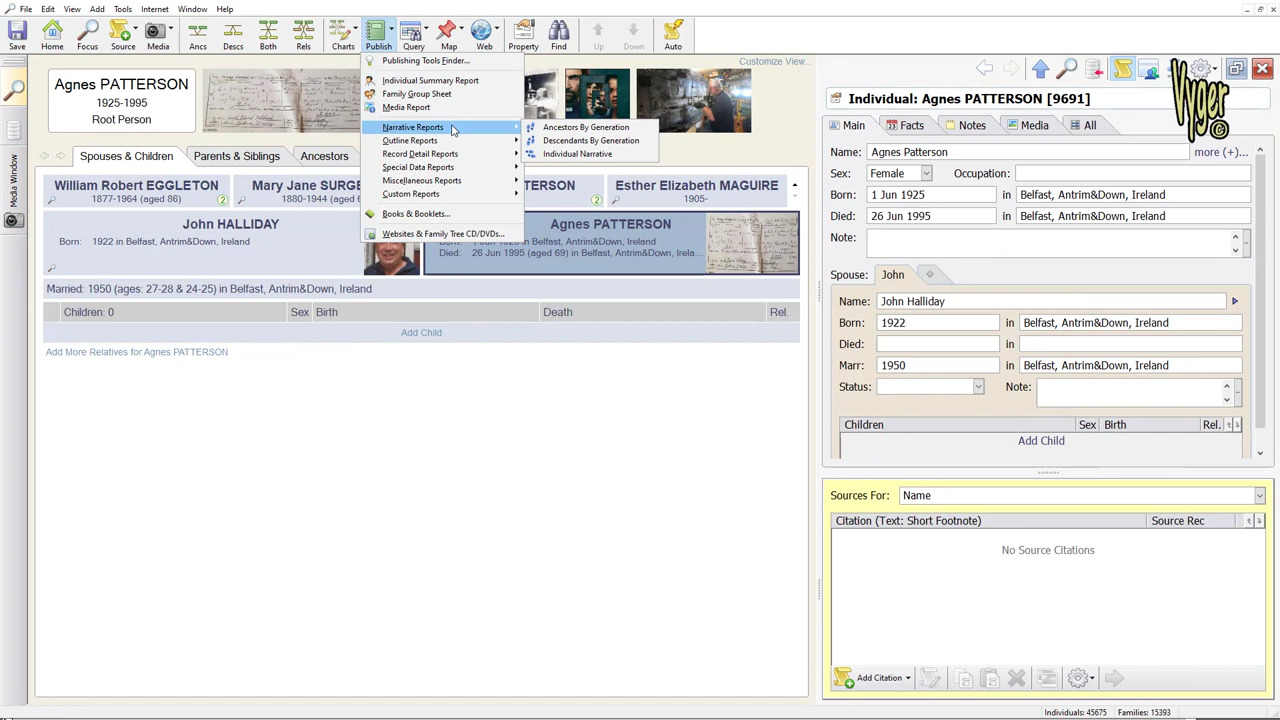 File Edit View Add Tools Internet Window Help
Save Home Focus Source Media Ancs Descs Both Rels Charts Publish Query Map Web Property Find Up Down Auto
Publishing Tools Finder...
Individual Summary Report
Family Group Sheet
Media Report
Narrative Reports
Outline Reports
Record Detail Reports
Special Data Reports
Miscellaneous Reports
Custom Reports
Books & Booklets...
Websites & Family Tree CD/DVDs...
Ancestors By Generation
Descendants By Generation
Individual Narrative
Customize View...
Agnes PATTERSON
1925-1995
Root Person
Media Window
Spouses & Children Parents & Siblings Ancestors
William Robert EGGLETON
1877-1964 (aged 86) 2
Mary Jane SURGE
1880-1944 (aged 6
TERSON
2
Esther Elizabeth MAGUIRE
1905-
John HALLIDAY
Born: 1922 in Belfast, Antrim&Down, Ireland
Agnes PATTERSON
Born: 1 Jun 1925 in Belfast, Antrim&Down, Ireland
Died: 26 Jun 1995 (aged 69) in Belfast, Antrim&Down, Irela...
Married: 1950 (ages: 27-28 & 24-25) in Belfast, Antrim&Down, Ireland
Children: 0 Sex Birth Death Rel.
Add Child
Add More Relatives for Agnes PATTERSON
Vyger ©
Individual: Agnes PATTERSON [9691]
Main Facts Notes Media All
Name: Agnes Patterson more (+)...
Sex: Female Occupation:
Born: 1 Jun 1925 in Belfast, Antrim&Down, Ireland
Died: 26 Jun 1995 in Belfast, Antrim&Down, Ireland
Note:
Spouse: John
Name: John Halliday
Born: 1922 in Belfast, Antrim&Down, Ireland
Died: in
Marr: 1950 in Belfast, Antrim&Down, Ireland
Status: Note:
Children Sex Birth Rel.
Add Child
Sources For: Name
Citation (Text: Short Footnote) Source Rec
No Source Citations
Add Citation
Individuals: 45675 Families: 15393